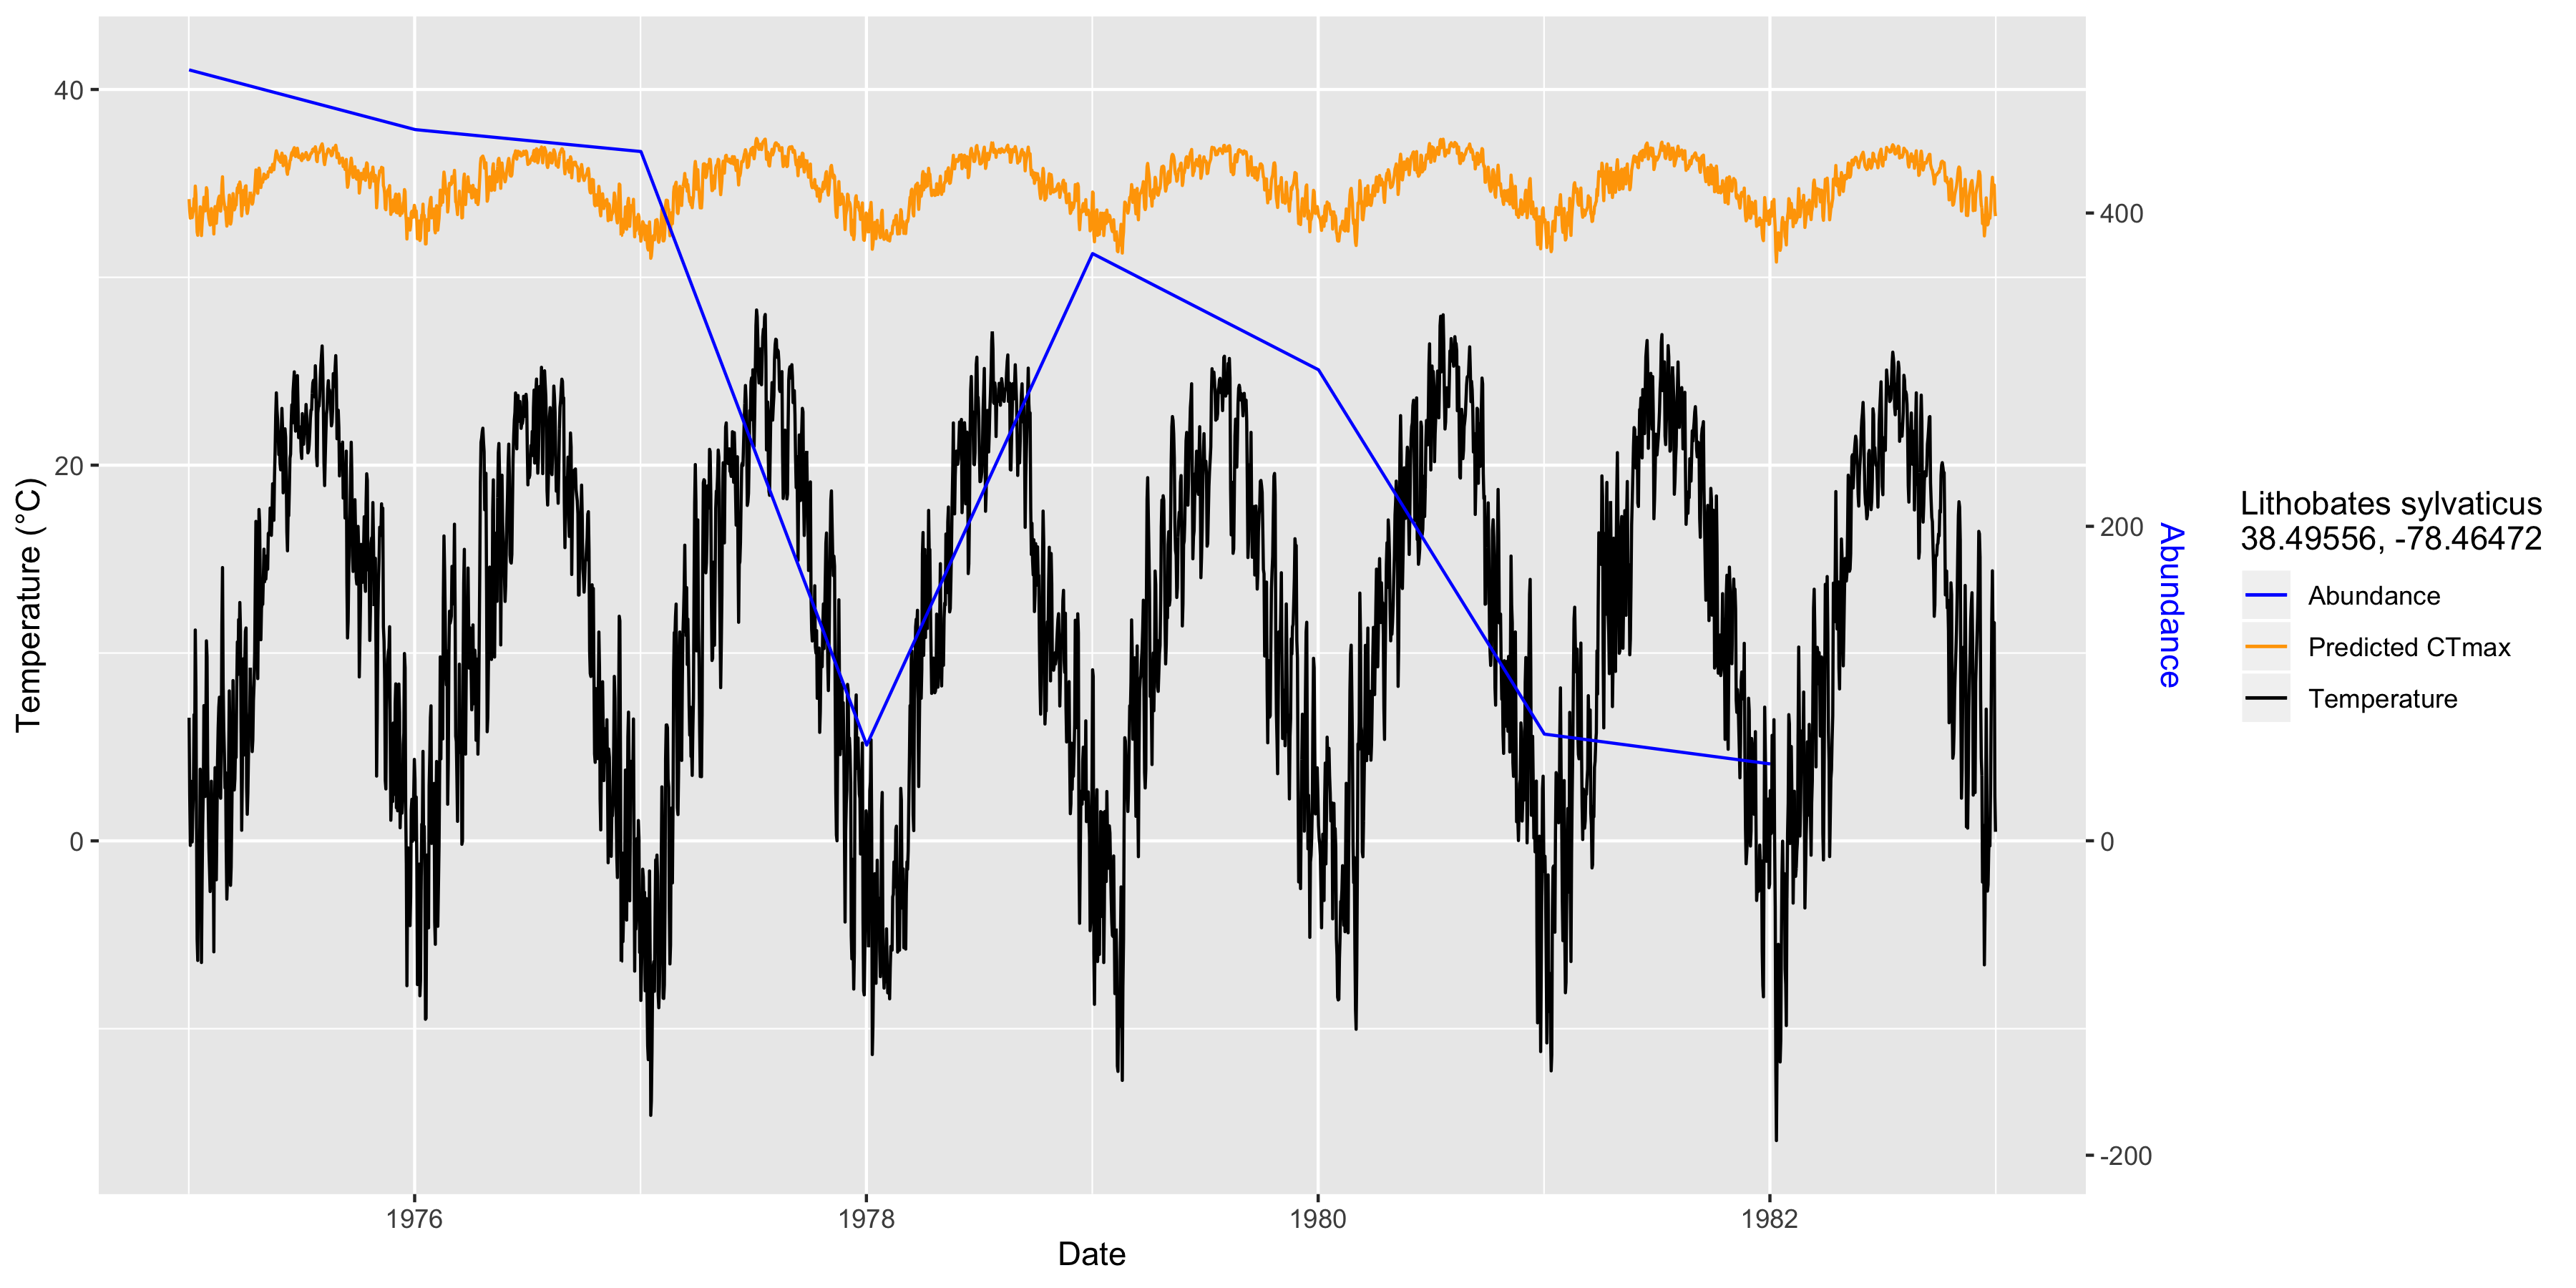 40
20
0
Temperature (°C)
1976
1978
1980
1982
Date
400
200
0
-200
Abundance
Lithobates sylvaticus
38.49556, -78.46472
Abundance
Predicted CTmax
Temperature